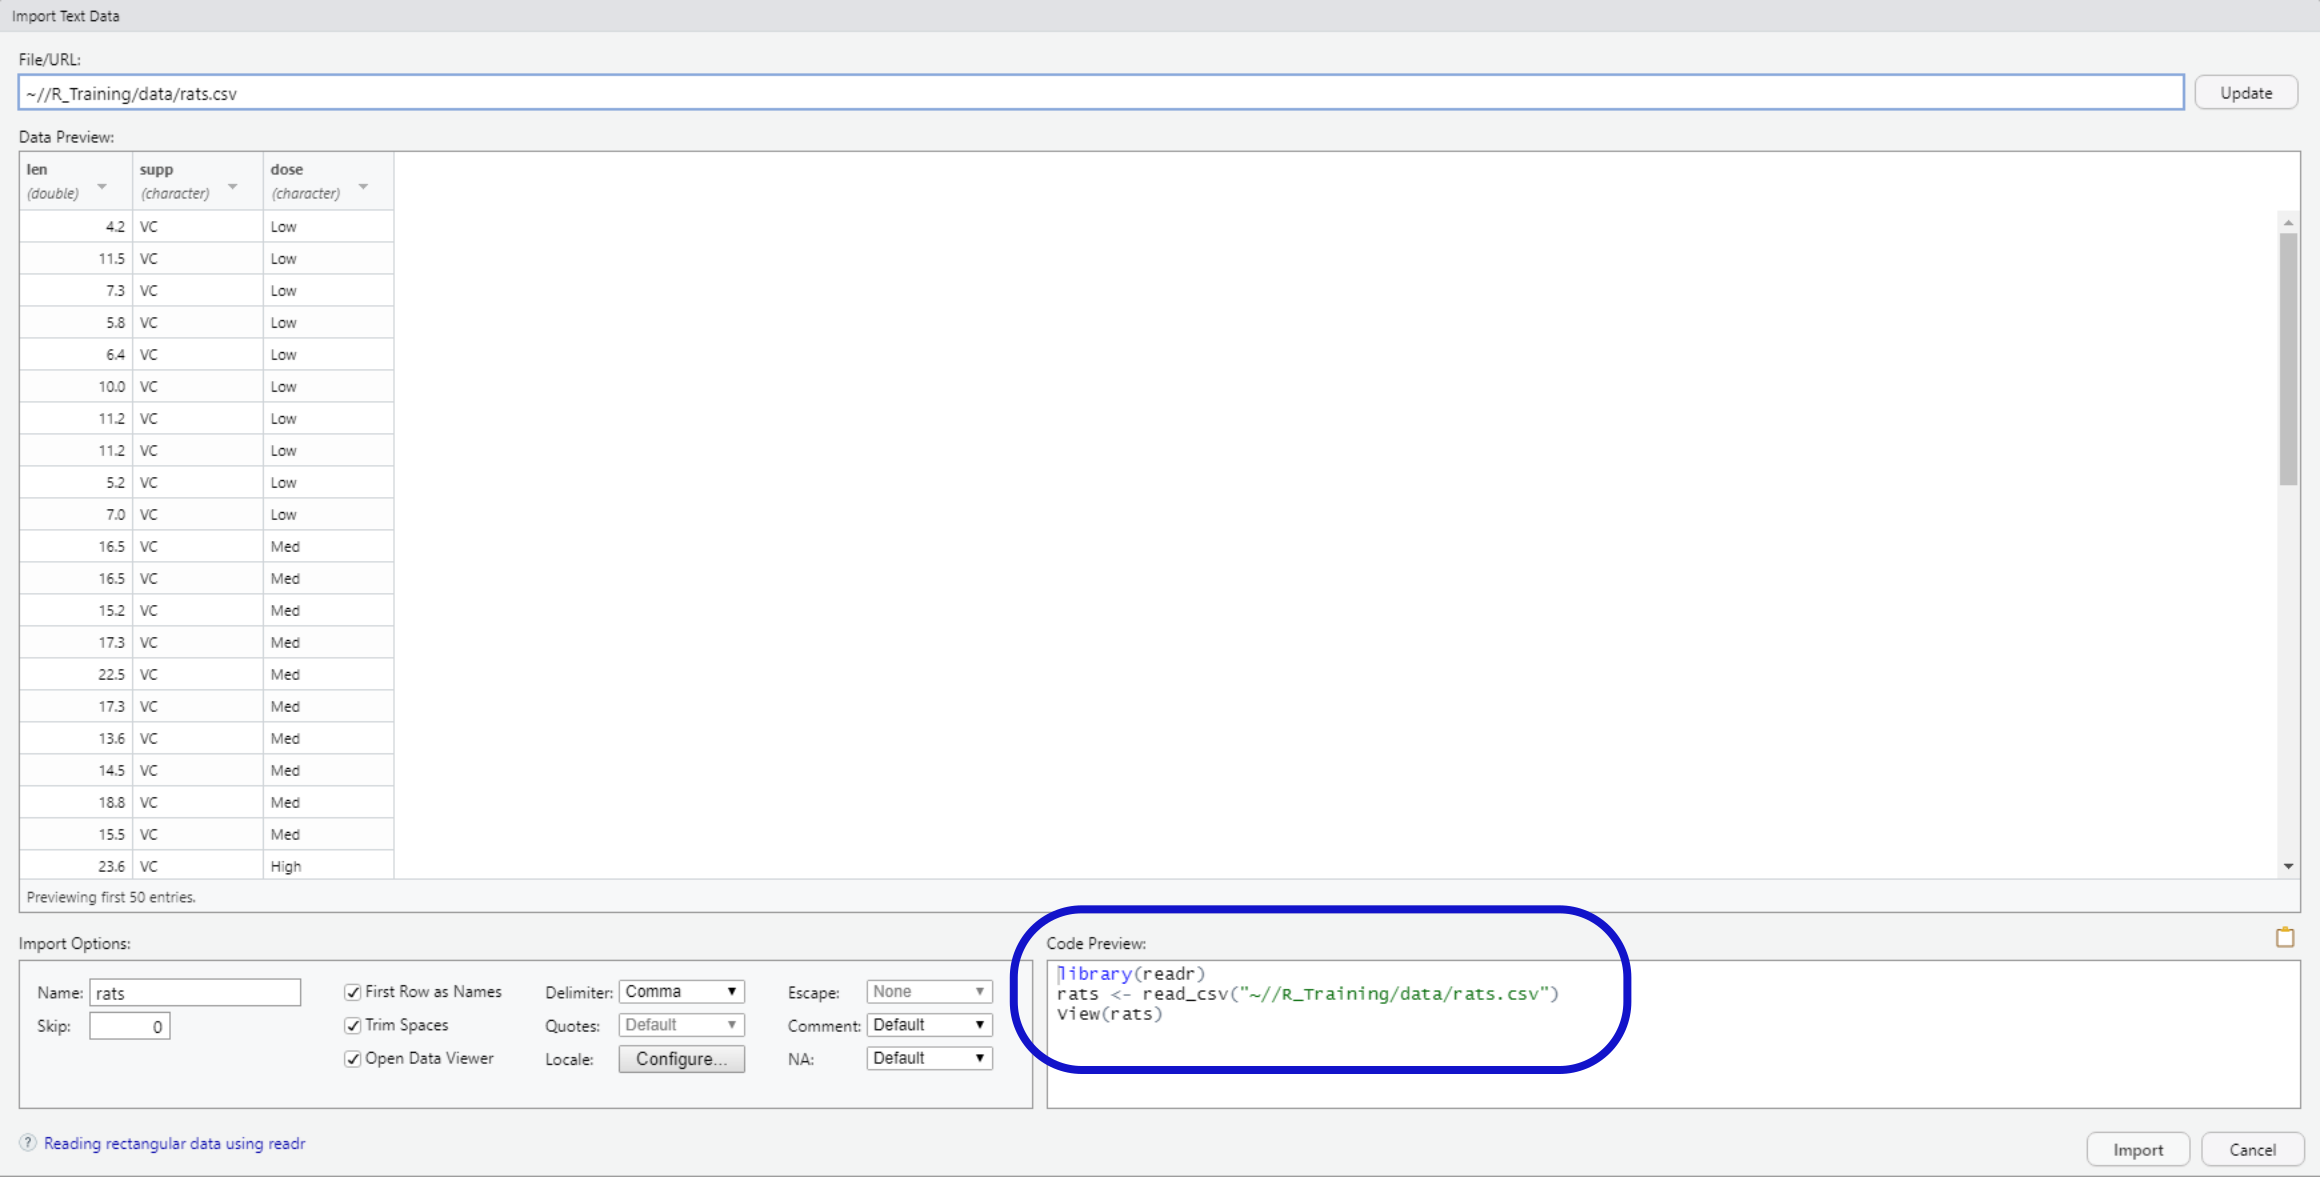 Import Text Data
File/URL:
~//R_Training/data/rats.csv
Update
Data Preview:
len supp dose
(double) (character) (character)
4.2 VC Low
11.5 VC Low
7.3 VC Low
5.8 VC Low
6.4 VC Low
10.0 VC Low
11.2 VC Low
11.2 VC Low
5.2 VC Low
7.0 VC Low
16.5 VC Med
16.5 VC Med
15.2 VC Med
17.3 VC Med
22.5 VC Med
17.3 VC Med
13.6 VC Med
14.5 VC Med
18.8 VC Med
15.5 VC Med
23.6 VC High
Previewing first 50 entries.
Import Options:
Name: rats
Skip: 0
First Row as Names
Trim Spaces
Open Data Viewer
Delimiter: Comma
Quotes: Default
Locale: Configure...
Escape: None
Comment: Default
NA: Default
Code Preview:
library(readr)
rats <- read_csv("~//R_Training/data/rats.csv")
View(rats)
? Reading rectangular data using readr
Import
Cancel